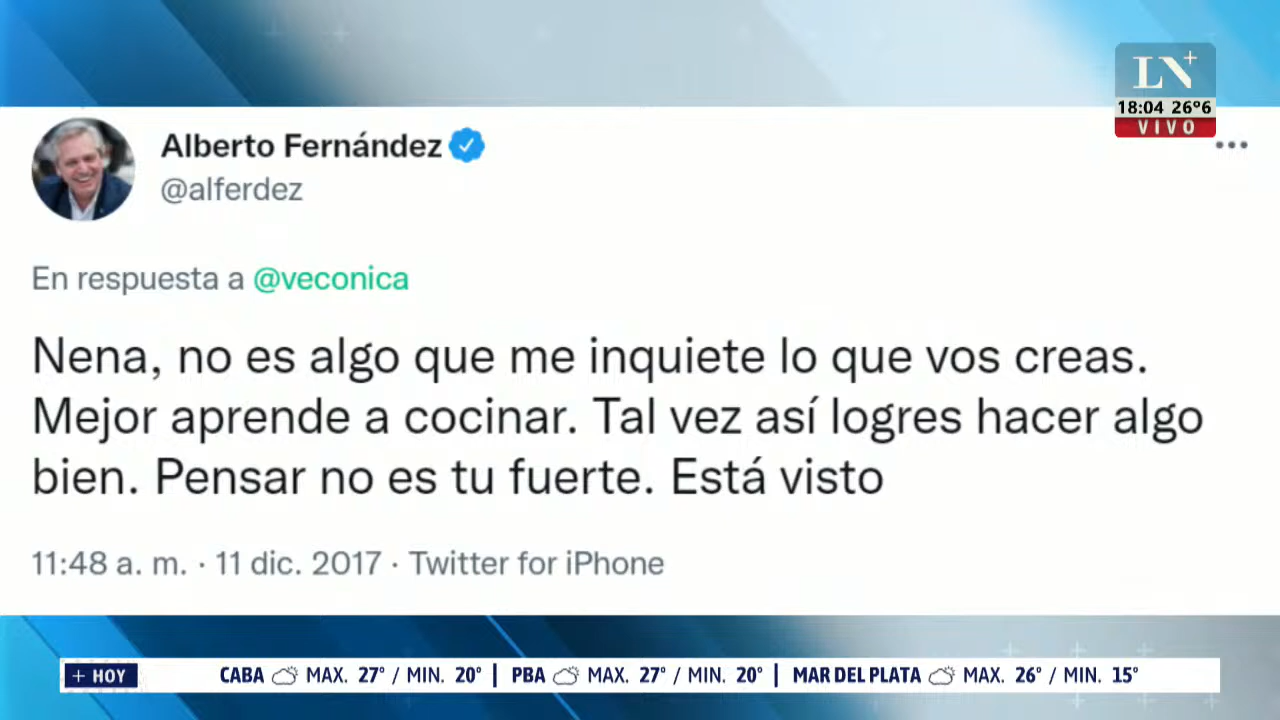 LN+
18:04 26°6
VIVO
Alberto Fernández
@alferdez
En respuesta a @veconica
Nena, no es algo que me inquiete lo que vos creas.
Mejor aprende a cocinar. Tal vez así logres hacer algo
bien. Pensar no es tu fuerte. Está visto
11:48 a. m. · 11 dic. 2017 · Twitter for iPhone
+ HOY CABA MAX. 27° / MIN. 20° | PBA MAX. 27° / MIN. 20° | MAR DEL PLATA MAX. 26° / MIN. 15°